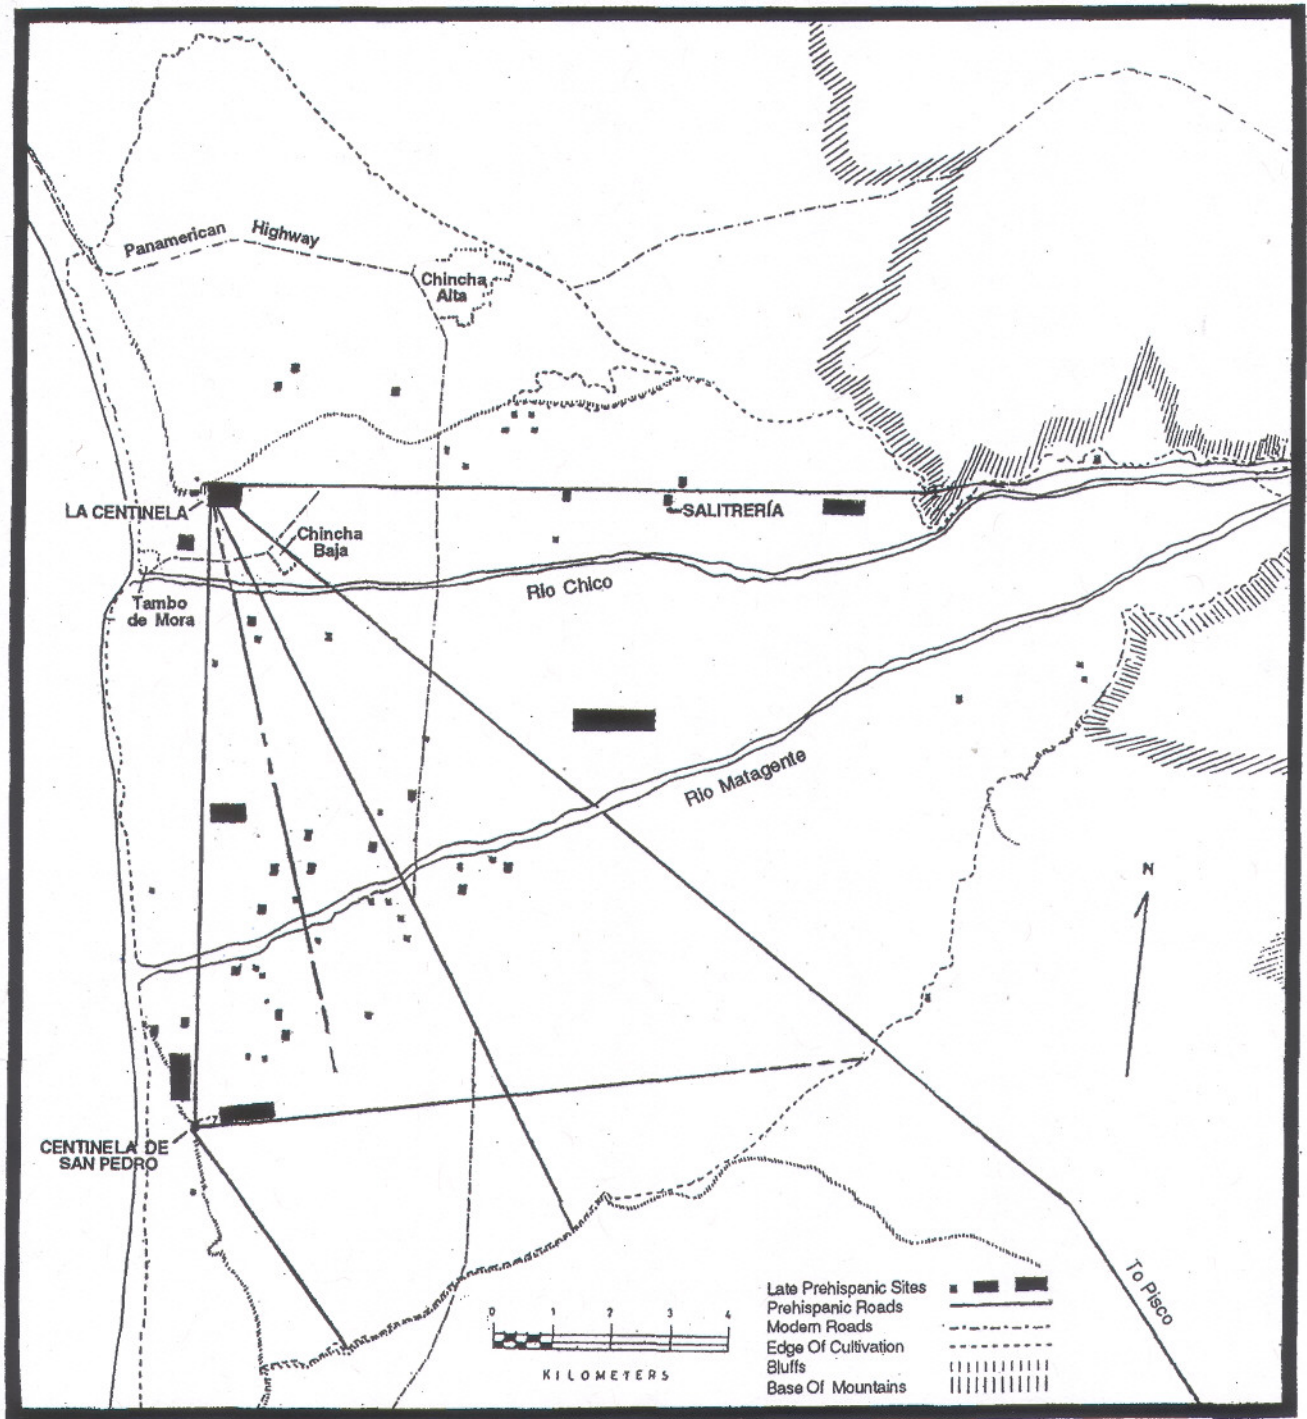 Panamerican Highway
Chincha
Alta
LA CENTINELA
SALITRERÍA
Chincha
Baja
Rio Chico
Tambo
de Mora
Rio Matagente
N
CENTINELA DE
SAN PEDRO
To Pisco
0 1 2 3 4
KILOMETERS
Late Prehispanic Sites
Prehispanic Roads
Modern Roads
Edge Of Cultivation
Bluffs
Base Of Mountains